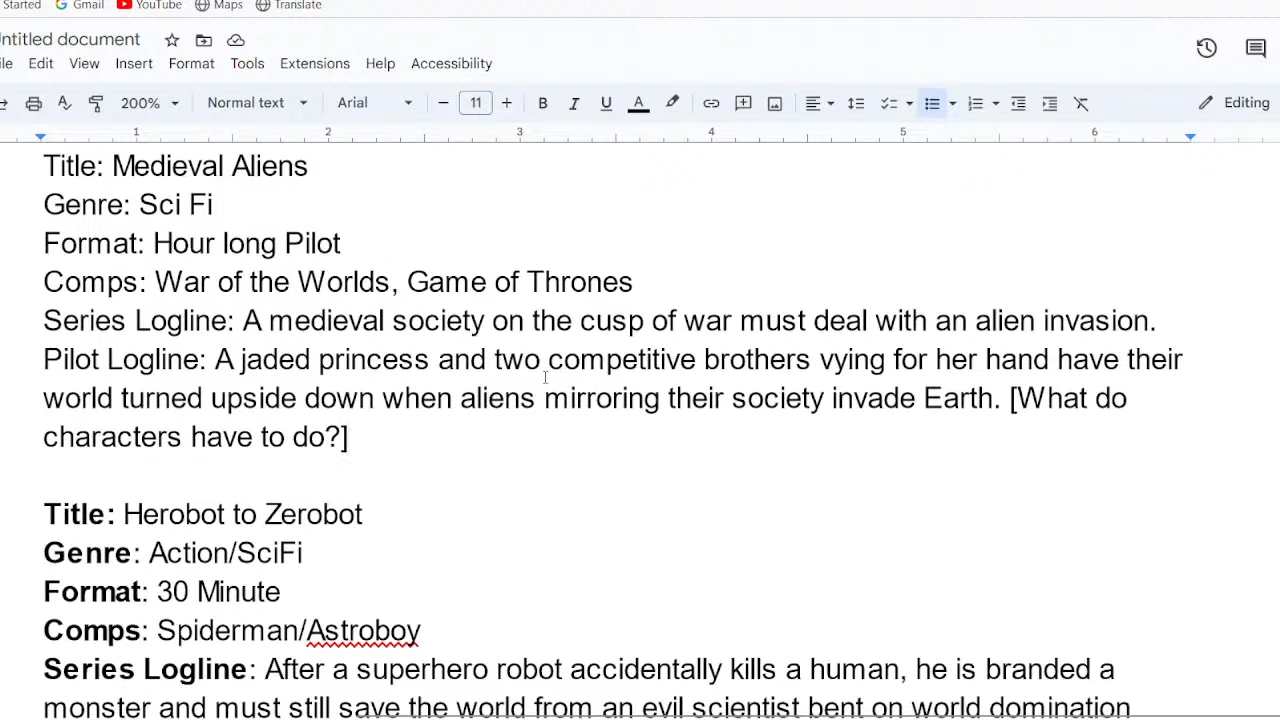 Started Gmail YouTube Maps Translate
ntitled document
Edit View Insert Format Tools Extensions Help Accessibility
200% Normal text Arial 11 Editing
1 2 3 4 5 6
Title: Medieval Aliens
Genre: Sci Fi
Format: Hour long Pilot
Comps: War of the Worlds, Game of Thrones
Series Logline: A medieval society on the cusp of war must deal with an alien invasion.
Pilot Logline: A jaded princess and two competitive brothers vying for her hand have their
world turned upside down when aliens mirroring their society invade Earth. [What do
characters have to do?]
Title: Herobot to Zerobot
Genre: Action/SciFi
Format: 30 Minute
Comps: Spiderman/Astroboy
Series Logline: After a superhero robot accidentally kills a human, he is branded a
monster and must still save the world from an evil scientist bent on world domination